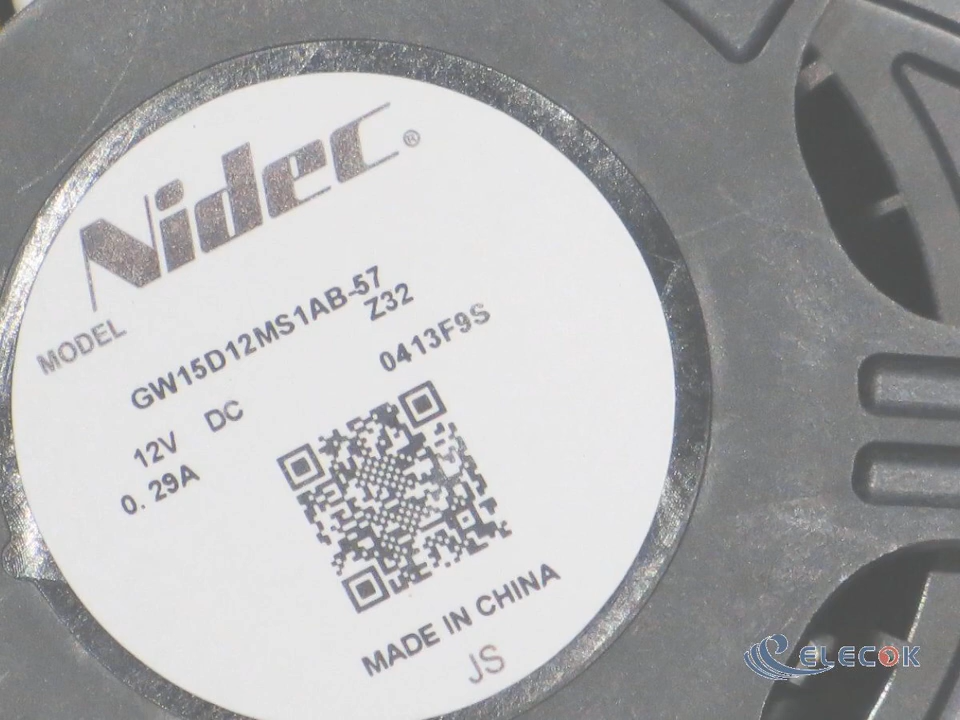 Nidec®
MODEL
GW15D12MS1AB-57
Z32
12V DC 0413F9S
0.29A
MADE IN CHINA
JS
ELECOK